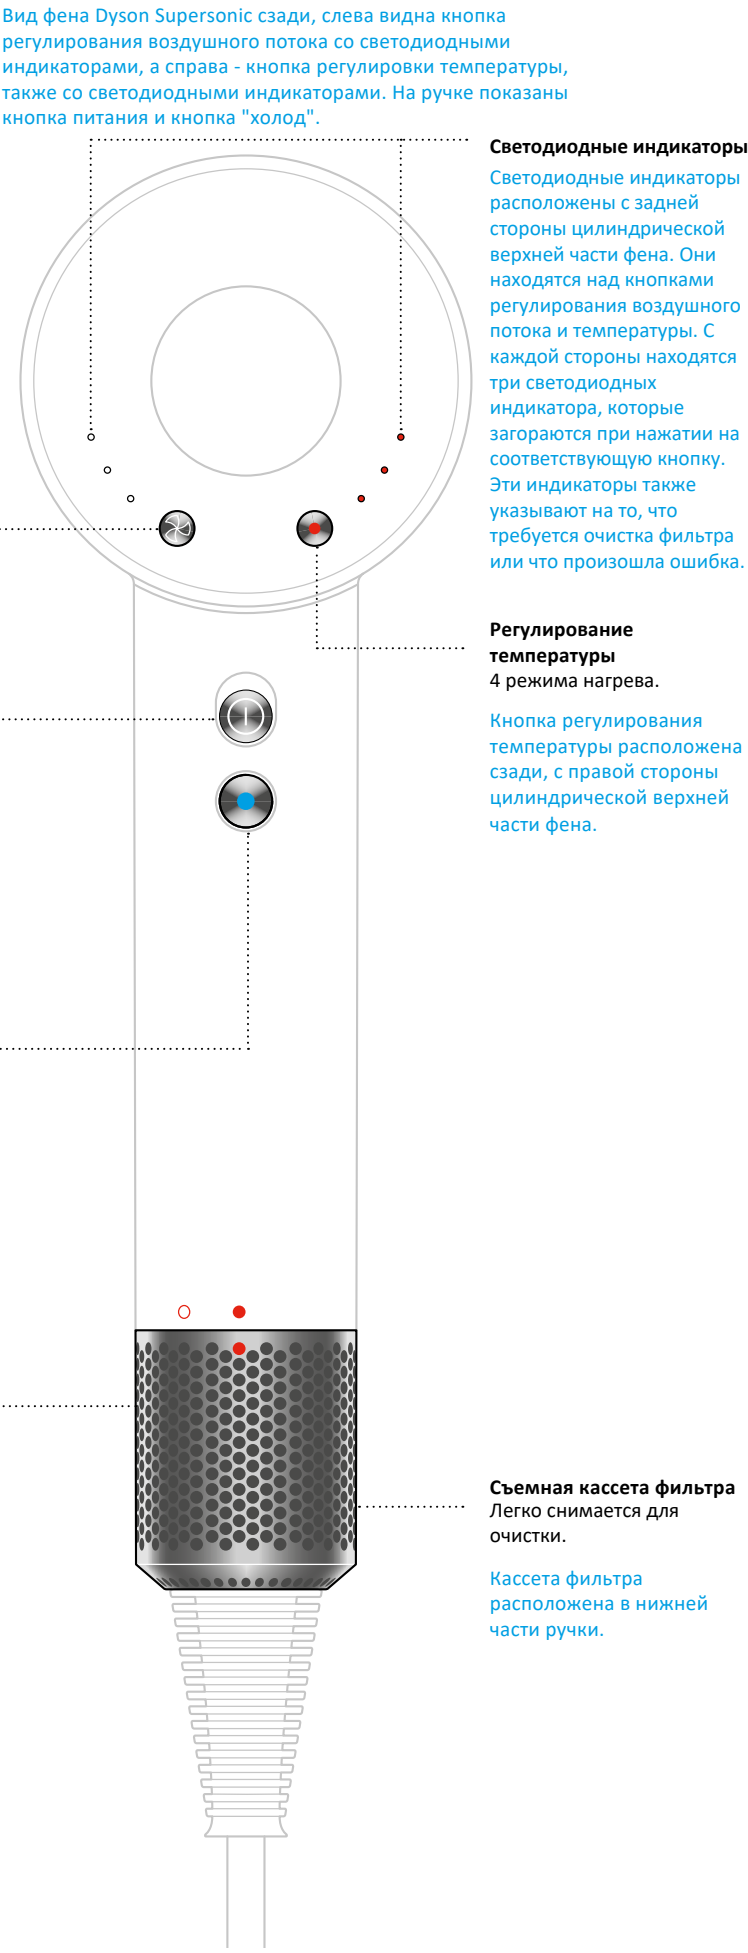 Вид фена Dyson Supersonic сзади, слева видна кнопка
регулирования воздушного потока со светодиодными
индикаторами, а справа - кнопка регулировки температуры,
также со светодиодными индикаторами. На ручке показаны
кнопка питания и кнопка "холод".
Светодиодные индикаторы
Светодиодные индикаторы
расположены с задней
стороны цилиндрической
верхней части фена. Они
находятся над кнопками
регулирования воздушного
потока и температуры. С
каждой стороны находятся
три светодиодных
индикатора, которые
загораются при нажатии на
соответствующую кнопку.
Эти индикаторы также
указывают на то, что
требуется очистка фильтра
или что произошла ошибка.
Регулирование
температуры
4 режима нагрева.
Кнопка регулирования
температуры расположена
сзади, с правой стороны
цилиндрической верхней
части фена.
Съемная кассета фильтра
Легко снимается для
очистки.
Кассета фильтра
расположена в нижней
части ручки.